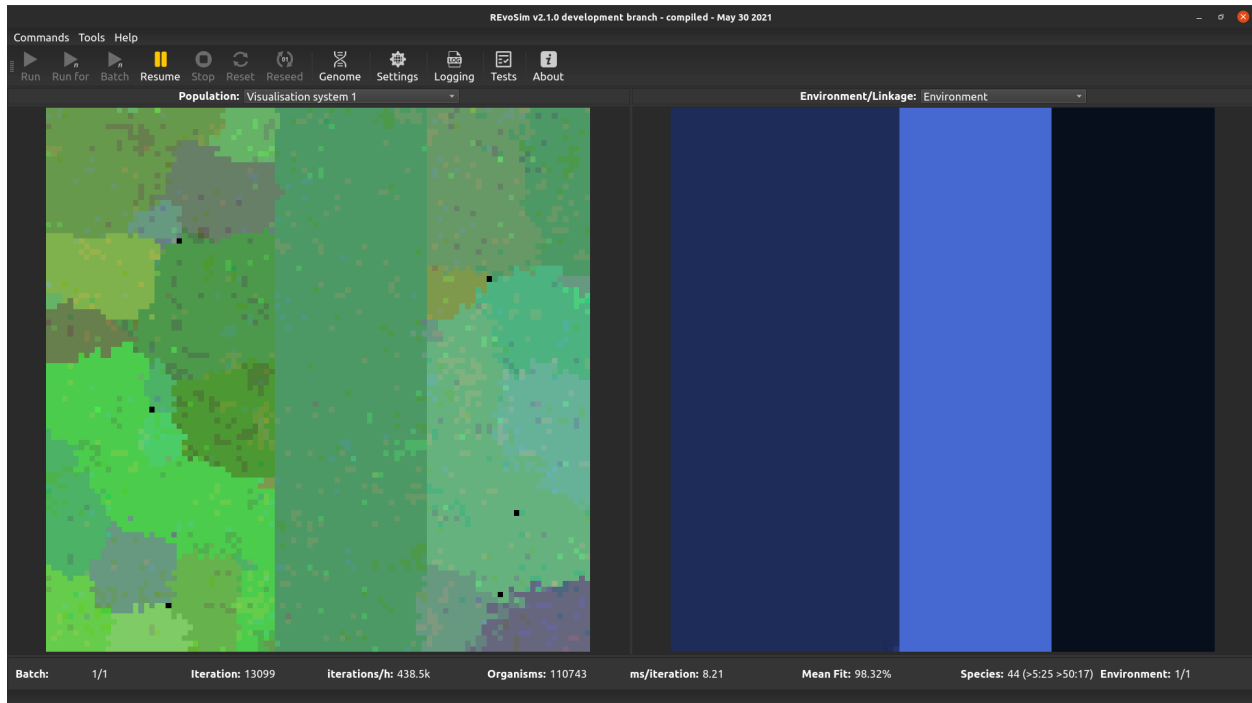 REvoSim v2.1.0 development branch - compiled - May 30 2021
Commands Tools Help
Run Run for Batch Resume Stop Reset Reseed Genome Settings Logging Tests About
Population: Visualisation system 1 Environment/Linkage: Environment
Batch: 1/1 Iteration: 13099 iterations/h: 438.5k Organisms: 110743 ms/iteration: 8.21 Mean Fit: 98.32% Species: 44 (>5:25 >50:17) Environment: 1/1